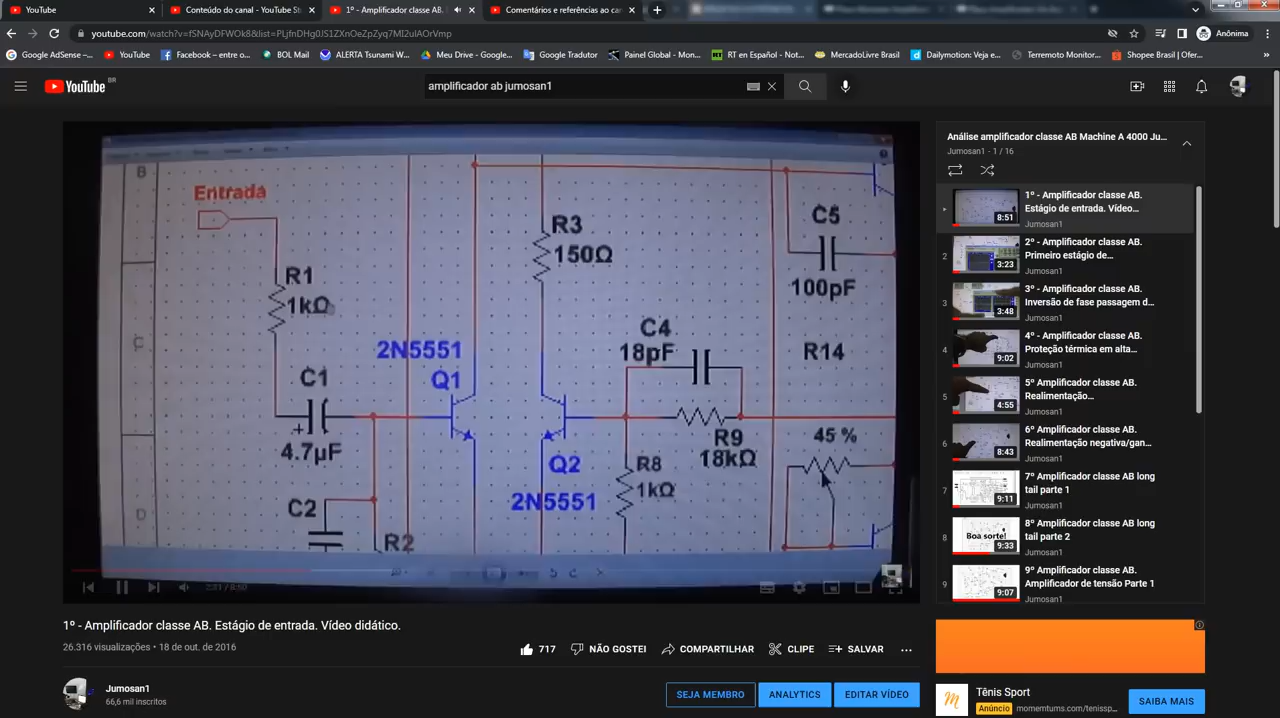 YouTube
Conteúdo do canal - YouTube St
1º - Amplificador classe AB.
Comentários e referências ao car
youtube.com/watch?v=fSNAyDFWOk8&list=PLjfnDHg0JS1ZXnOeZpZyq7Ml2ulAOrVmp
Anônima
Google AdSense –...
YouTube
Facebook – entre o...
BOL Mail
ALERTA Tsunami W...
Meu Drive – Google...
Google Tradutor
Painel Global – Mon...
RT en Español - Not...
MercadoLivre Brasil
Dailymotion: Veja e...
Terremoto Monitor...
Shopee Brasil | Ofer...
YouTube BR
amplificador ab jumosan1
B
Entrada
R1
1kΩ
C
C1
+
4.7µF
C2
D
R2
2N5551
Q1
R3
150Ω
C4
18pF
Q2
2N5551
R9
18kΩ
R8
1kΩ
C5
100pF
R14
45 %
1º - Amplificador classe AB. Estágio de entrada. Vídeo didático.
26.316 visualizações • 18 de out. de 2016
717
NÃO GOSTEI
COMPARTILHAR
CLIPE
SALVAR
Jumosan1
66,6 mil inscritos
SEJA MEMBRO
ANALYTICS
EDITAR VÍDEO
Análise amplificador classe AB Machine A 4000 Ju...
Jumosan1 - 1 / 16
8:51
1º - Amplificador classe AB.
Estágio de entrada. Vídeo...
Jumosan1
2
3:23
2º - Amplificador classe AB.
Primeiro estágio de...
Jumosan1
3
3:48
3º - Amplificador classe AB.
Inversão de fase passagem d...
Jumosan1
4
9:02
4º - Amplificador classe AB.
Proteção térmica em alta...
Jumosan1
5
4:55
5º Amplificador classe AB.
Realimentação...
Jumosan1
6
8:43
6º Amplificador classe AB.
Realimentação negativa/gan...
Jumosan1
7
9:11
7º Amplificador classe AB long
tail parte 1
Jumosan1
8
Boa sorte!
9:33
8º Amplificador classe AB long
tail parte 2
Jumosan1
9
9:07
9º Amplificador classe AB.
Amplificador de tensão Parte 1
Jumosan1
Tênis Sport
Anúncio
momemtums.com/tenissp...
SAIBA MAIS